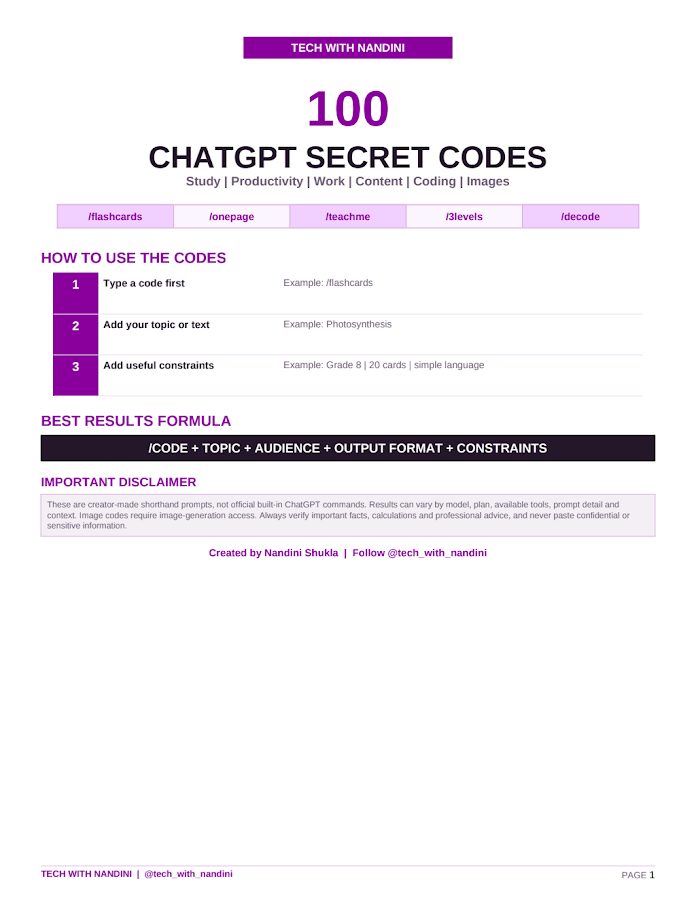 TECH WITH NANDINI
100
CHATGPT SECRET CODES
Study | Productivity | Work | Content | Coding | Images
/flashcards /onepage /teachme /3levels /decode
HOW TO USE THE CODES
1 Type a code first Example: /flashcards
2 Add your topic or text Example: Photosynthesis
3 Add useful constraints Example: Grade 8 | 20 cards | simple language
BEST RESULTS FORMULA
/CODE + TOPIC + AUDIENCE + OUTPUT FORMAT + CONSTRAINTS
IMPORTANT DISCLAIMER
These are creator-made shorthand prompts, not official built-in ChatGPT commands. Results can vary by model, plan, available tools, prompt detail and
context. Image codes require image-generation access. Always verify important facts, calculations and professional advice, and never paste confidential or
sensitive information.
Created by Nandini Shukla | Follow @tech_with_nandini
TECH WITH NANDINI | @tech_with_nandini PAGE 1